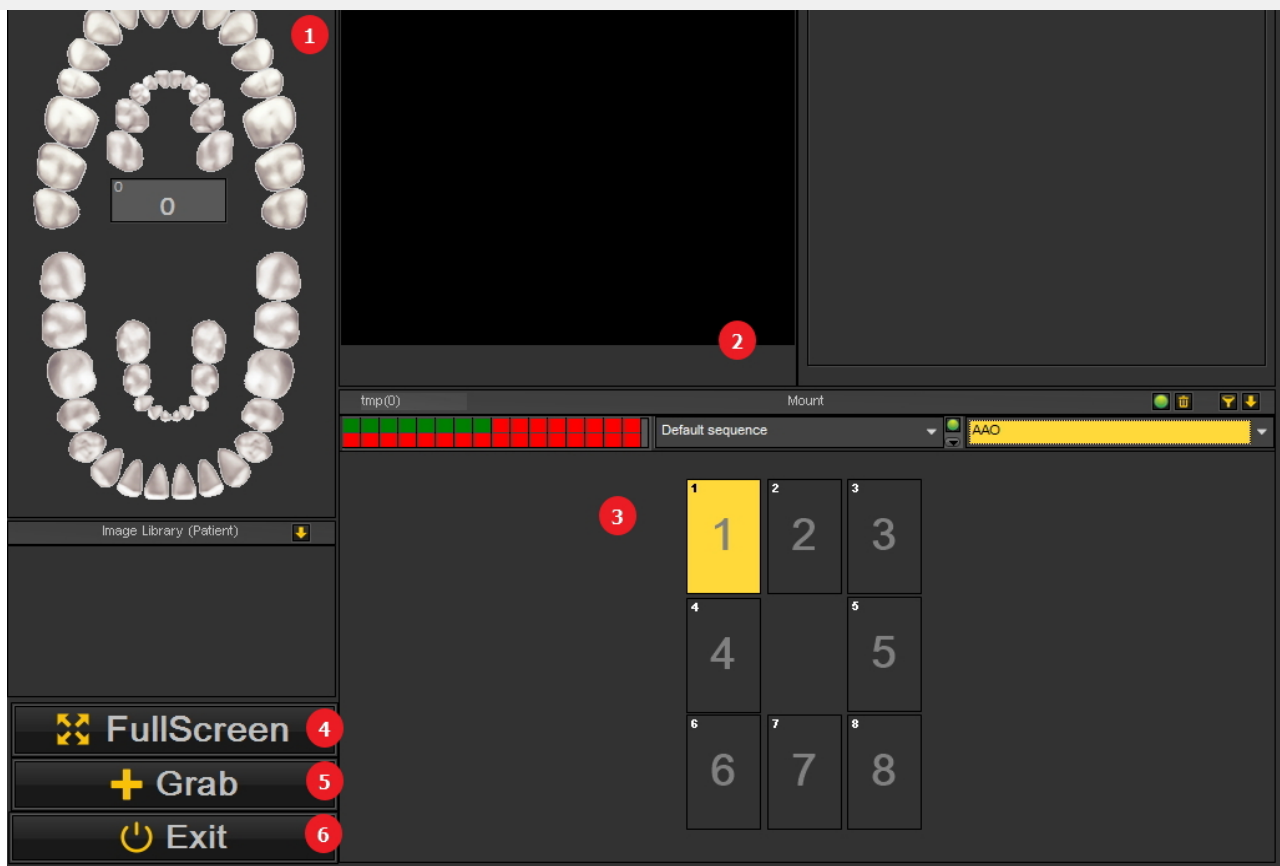 1
0
0
2
tmp(0)
Mount
Default sequence
AAO
3
1 2 3
1 2 3
4 5
4 5
6 7 8
6 7 8
Image Library (Patient)
FullScreen 4
Grab 5
Exit 6